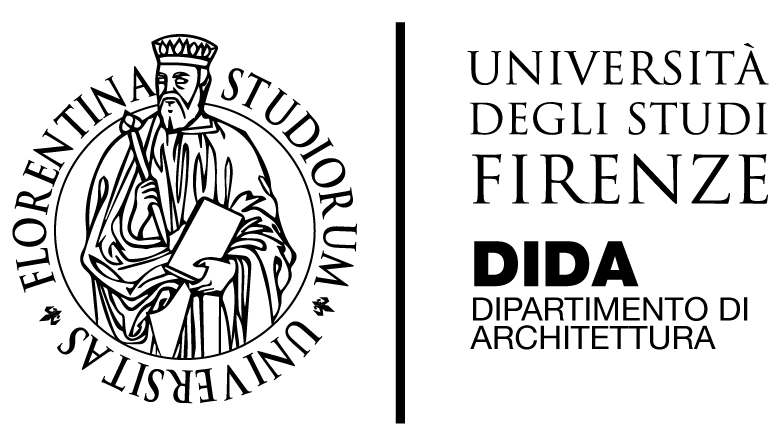 FLORENTINA STUDIORUM UNIVERSITAS
UNIVERSITÀ
DEGLI STUDI
FIRENZE
DIDA
DIPARTIMENTO DI
ARCHITETTURA